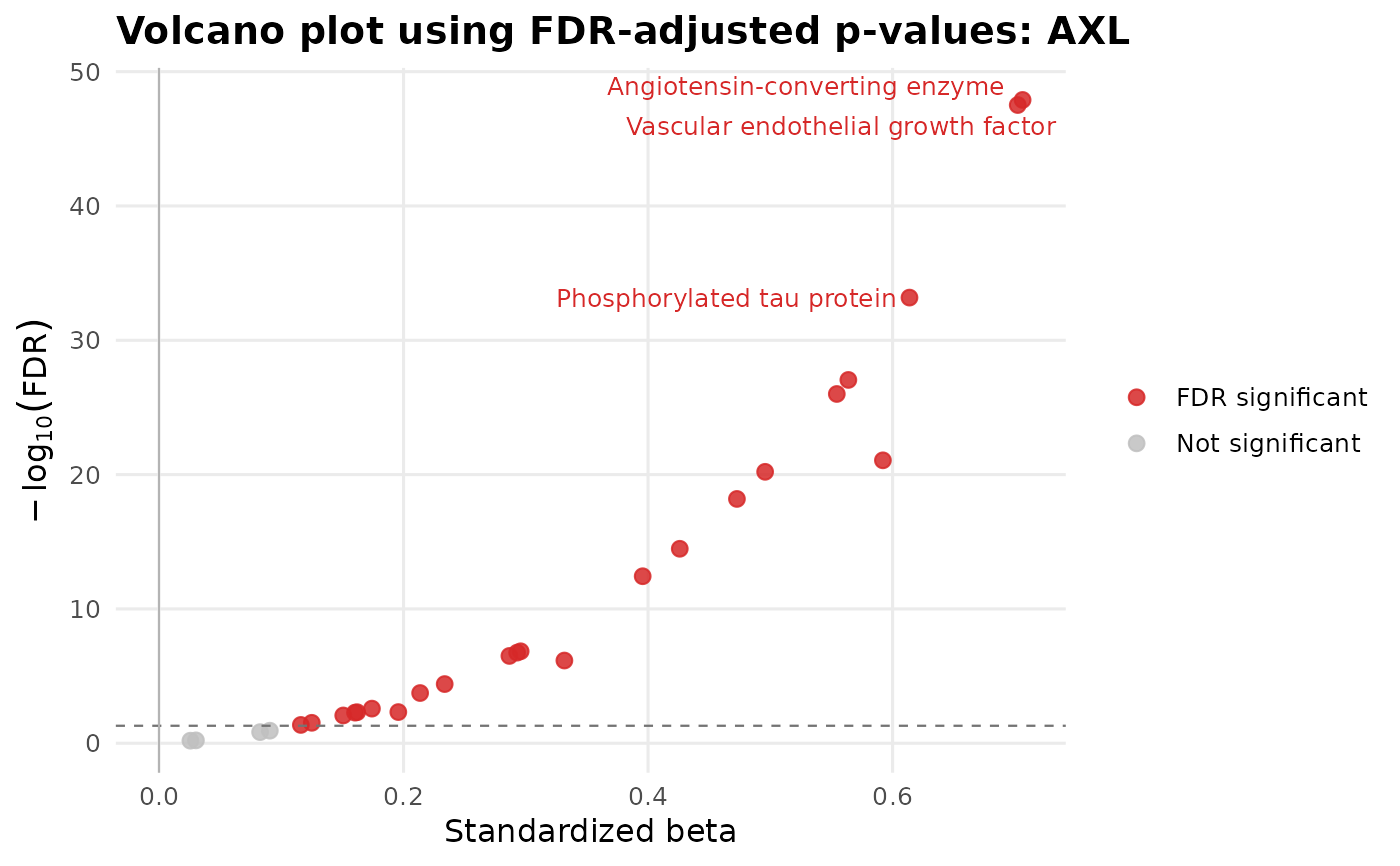 Volcano plot using FDR-adjusted p-values: AXL
50
40
30
20
10
0
− log10(FDR)
Angiotensin-converting enzyme
Vascular endothelial growth factor
Phosphorylated tau protein
FDR significant
Not significant
0.0
0.2
0.4
0.6
Standardized beta